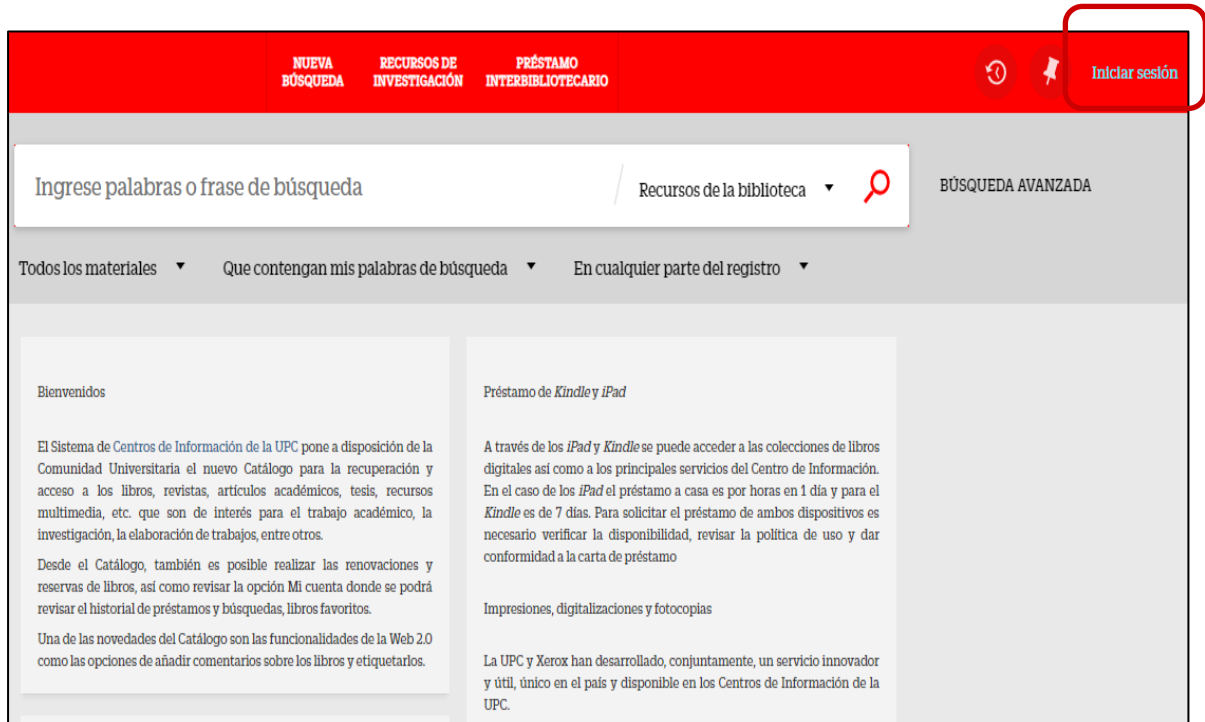 NUEVA
BÚSQUEDA
RECURSOS DE
INVESTIGACIÓN
PRÉSTAMO
INTERBIBLIOTECARIO
Iniciar sesión
Ingrese palabras o frase de búsqueda
Recursos de la biblioteca
BÚSQUEDA AVANZADA
Todos los materiales
Que contengan mis palabras de búsqueda
En cualquier parte del registro
Bienvenidos
El Sistema de Centros de Información de la UPC pone a disposición de la
Comunidad Universitaria el nuevo Catálogo para la recuperación y
acceso a los libros, revistas, artículos académicos, tesis, recursos
multimedia, etc. que son de interés para el trabajo académico, la
investigación, la elaboración de trabajos, entre otros.
Desde el Catálogo, también es posible realizar las renovaciones y
reservas de libros, así como revisar la opción Mi cuenta donde se podrá
revisar el historial de préstamos y búsquedas, libros favoritos.
Una de las novedades del Catálogo son las funcionalidades de la Web 2.0
como las opciones de añadir comentarios sobre los libros y etiquetarlos.
Préstamo de Kindle y iPad
A través de los iPad y Kindle se puede acceder a las colecciones de libros
digitales así como a los principales servicios del Centro de Información.
En el caso de los iPad el préstamo a casa es por horas en 1 día y para el
Kindle es de 7 días. Para solicitar el préstamo de ambos dispositivos es
necesario verificar la disponibilidad, revisar la política de uso y dar
conformidad a la carta de préstamo
Impresiones, digitalizaciones y fotocopias
La UPC y Xerox han desarrollado, conjuntamente, un servicio innovador
y útil, único en el país y disponible en los Centros de Información de la
UPC.